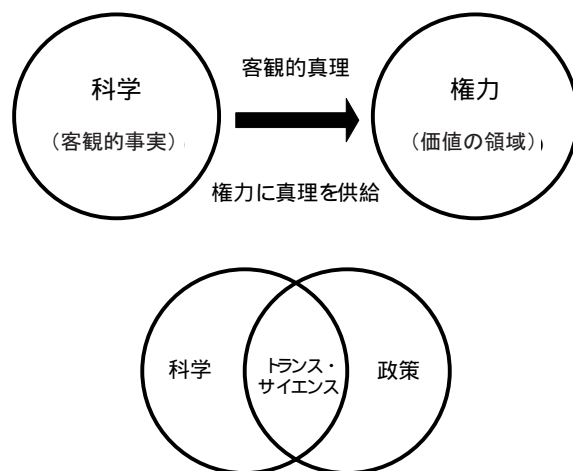 科学
(客観的事実)
客観的真理
権力に真理を供給
権力
(価値の領域)
科学
トランス・
サイエンス
政策